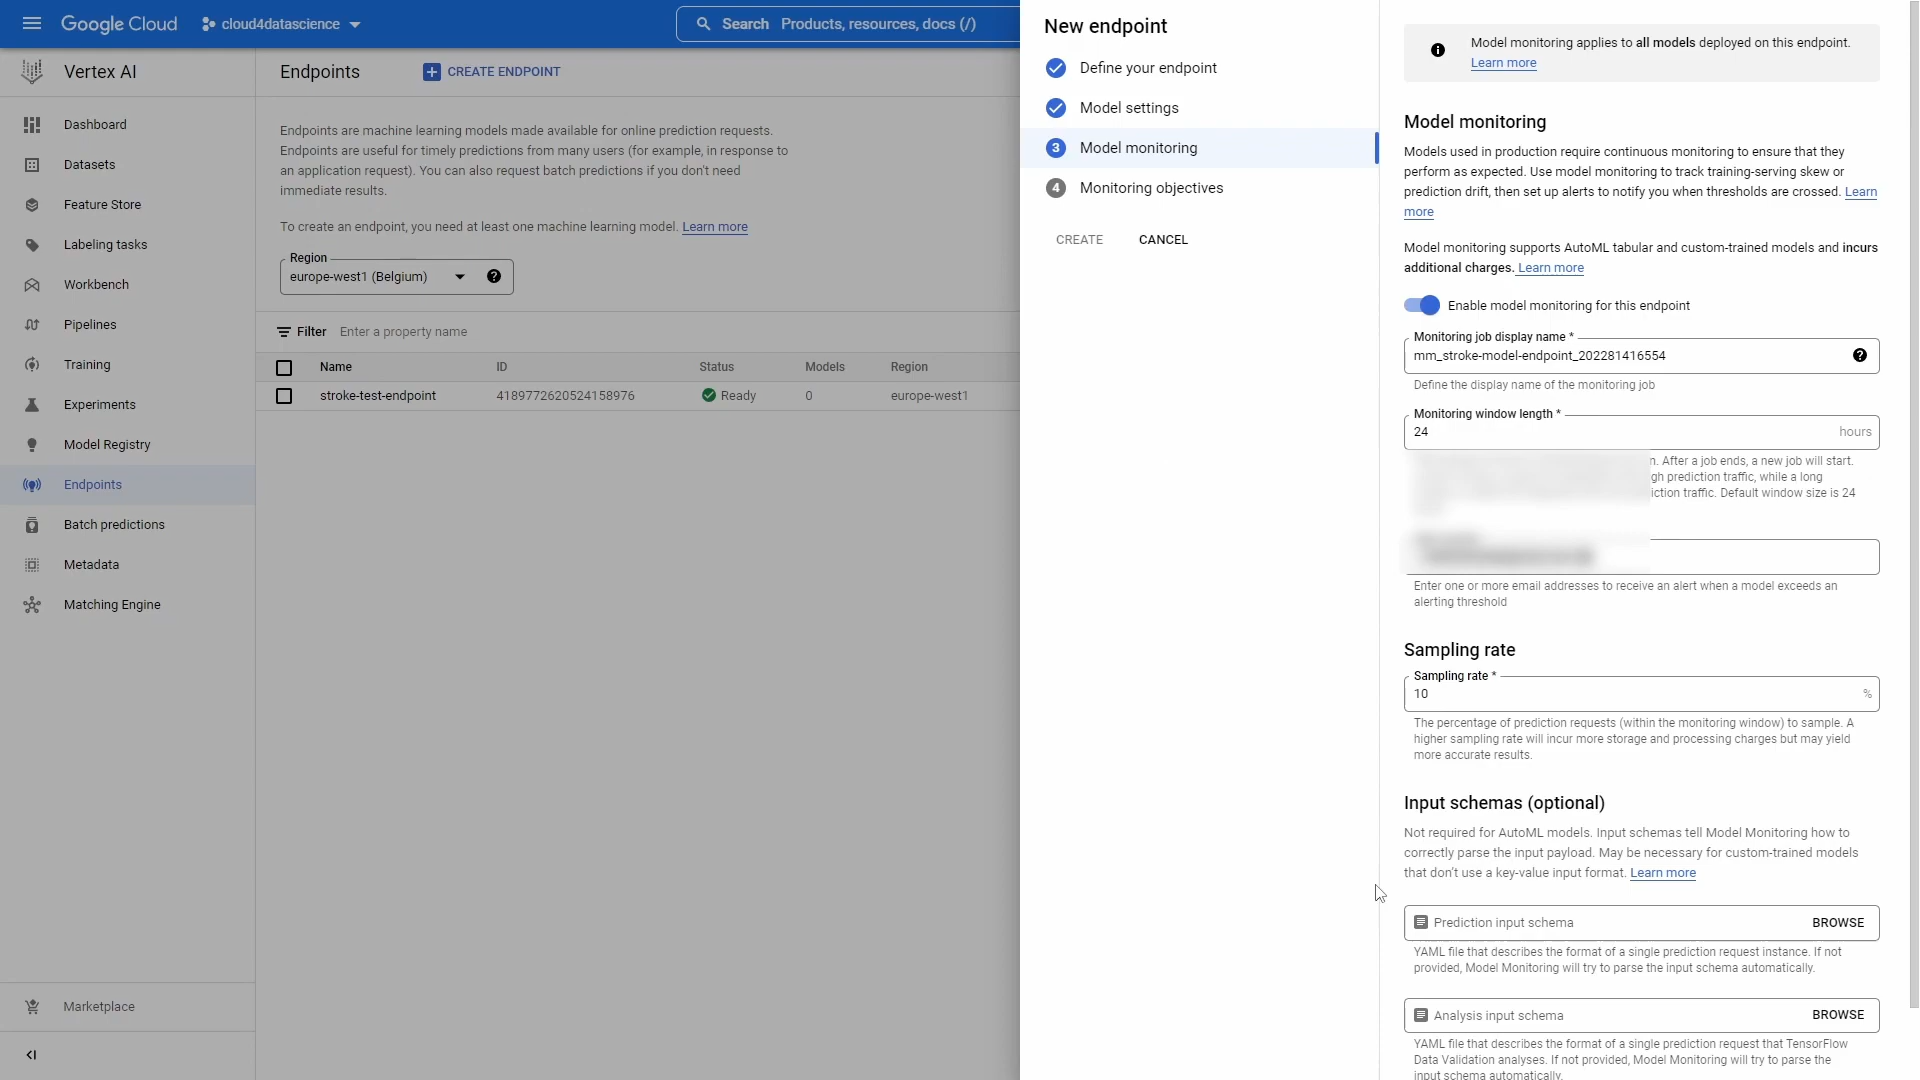 Google Cloud
cloud4datascience
Search Products, resources, docs (/)
Vertex AI
Dashboard
Datasets
Feature Store
Labeling tasks
Workbench
Pipelines
Training
Experiments
Model Registry
Endpoints
Batch predictions
Metadata
Matching Engine
Marketplace
Endpoints
CREATE ENDPOINT
Endpoints are machine learning models made available for online prediction requests.
Endpoints are useful for timely predictions from many users (for example, in response to
an application request). You can also request batch predictions if you don't need
immediate results.
To create an endpoint, you need at least one machine learning model. Learn more
Region
europe-west1 (Belgium)
Filter Enter a property name
Name ID Status Models Region
stroke-test-endpoint 4189772620524158976 Ready 0 europe-west1
New endpoint
Define your endpoint
Model settings
3 Model monitoring
4 Monitoring objectives
CREATE CANCEL
Model monitoring applies to all models deployed on this endpoint.
Learn more
Model monitoring
Models used in production require continuous monitoring to ensure that they
perform as expected. Use model monitoring to track training-serving skew or
prediction drift, then set up alerts to notify you when thresholds are crossed. Learn
more
Model monitoring supports AutoML tabular and custom-trained models and incurs
additional charges. Learn more
Enable model monitoring for this endpoint
Monitoring job display name *
mm_stroke-model-endpoint_202281416554
Define the display name of the monitoring job
Monitoring window length *
24 hours
After a job ends, a new job will start.
prediction traffic, while a long
traffic. Default window size is 24
Enter one or more email addresses to receive an alert when a model exceeds an
alerting threshold
Sampling rate
Sampling rate *
10 %
The percentage of prediction requests (within the monitoring window) to sample. A
higher sampling rate will incur more storage and processing charges but may yield
more accurate results.
Input schemas (optional)
Not required for AutoML models. Input schemas tell Model Monitoring how to
correctly parse the input payload. May be necessary for custom-trained models
that don't use a key-value input format. Learn more
Prediction input schema BROWSE
YAML file that describes the format of a single prediction request instance. If not
provided, Model Monitoring will try to parse the input schema automatically.
Analysis input schema BROWSE
YAML file that describes the format of a single prediction request that TensorFlow
Data Validation analyses. If not provided, Model Monitoring will try to parse the
input schema automatically.